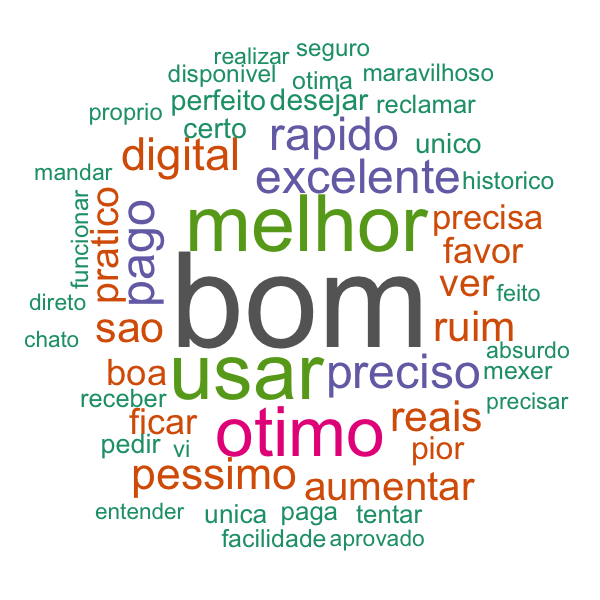 realizar seguro
disponivel otima maravilhoso
proprio perfeito desejar reclamar
certo rapido unico
digital
mandar excelente historico
funcionar pratico pago melhor precisa
favor
direto bom ver feito
chato sao ruim
absurdo
boa usar preciso mexer
receber precisar
ficar otimo reais
pedir vi pior
pessimo aumentar
entender unica paga tentar
facilidade aprovado